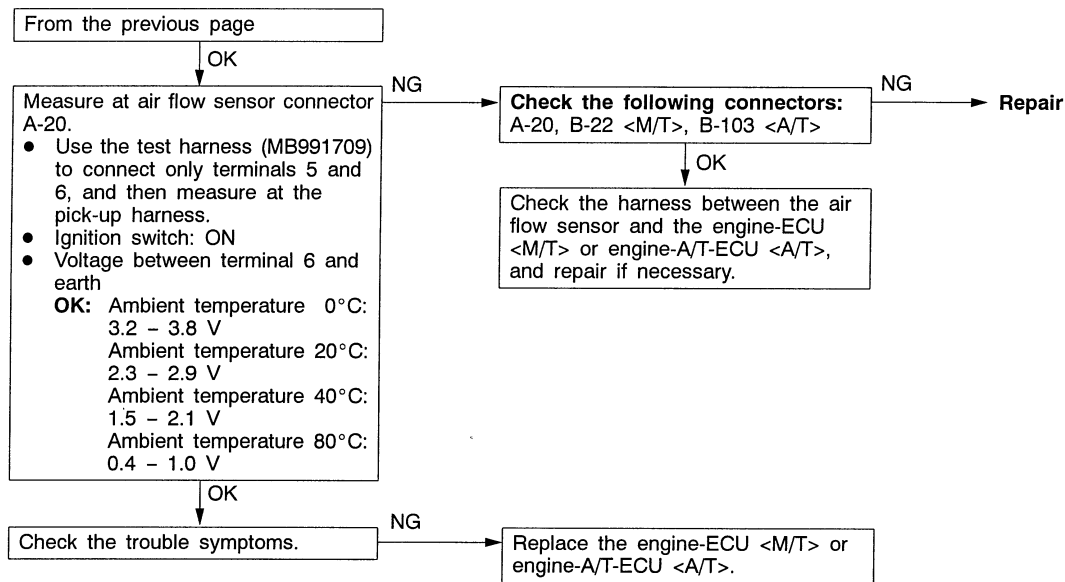 From the previous page
OK
Measure at air flow sensor connector
A-20.
● Use the test harness (MB991709)
to connect only terminals 5 and
6, and then measure at the
pick-up harness.
● Ignition switch: ON
● Voltage between terminal 6 and
earth
OK: Ambient temperature 0°C:
3.2 – 3.8 V
Ambient temperature 20°C:
2.3 – 2.9 V
Ambient temperature 40°C:
1.5 – 2.1 V
Ambient temperature 80°C:
0.4 – 1.0 V
NG
Check the following connectors:
A-20, B-22 <M/T>, B-103 <A/T>
NG
Repair
OK
Check the harness between the air
flow sensor and the engine-ECU
<M/T> or engine-A/T-ECU <A/T>,
and repair if necessary.
OK
Check the trouble symptoms.
NG
Replace the engine-ECU <M/T> or
engine-A/T-ECU <A/T>.